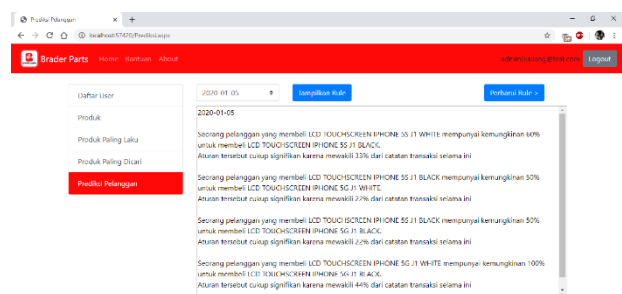 Prediksi Pelanggan
localhost:57420/Prediksi.aspx
Brader Parts Home Bantuan About
Logout
Daftar User
Produk
Produk Paling Laku
Produk Paling Dicari
Prediksi Pelanggan
2020-01-05
Tampilkan Rule
Perbarui Rule >
2020-01-05
Seorang pelanggan yang membeli LCD TOUCHSCREEN IPHONE 5S J1 WHITE mempunyai kemungkinan 60%
untuk membeli LCD TOUCHSCREEN IPHONE 5S J1 BLACK.
Aturan tersebut cukup signifikan karena mewakili 33% dari catatan transaksi selama ini
Seorang pelanggan yang membeli LCD TOUCHSCREEN IPHONE 5S J1 BLACK mempunyai kemungkinan 50%
untuk membeli LCD TOUCHSCREEN IPHONE 5G J1 WHITE.
Aturan tersebut cukup signifikan karena mewakili 22% dari catatan transaksi selama ini
Seorang pelanggan yang membeli LCD TOUCHSCREEN IPHONE 5S J1 BLACK mempunyai kemungkinan 50%
untuk membeli LCD TOUCHSCREEN IPHONE 5G J1 BLACK.
Aturan tersebut cukup signifikan karena mewakili 22% dari catatan transaksi selama ini
Seorang pelanggan yang membeli LCD TOUCHSCREEN IPHONE 5G J1 WHITE mempunyai kemungkinan 100%
untuk membeli LCD TOUCHSCREEN IPHONE 5G J1 BLACK.
Aturan tersebut cukup signifikan karena mewakili 44% dari catatan transaksi selama ini